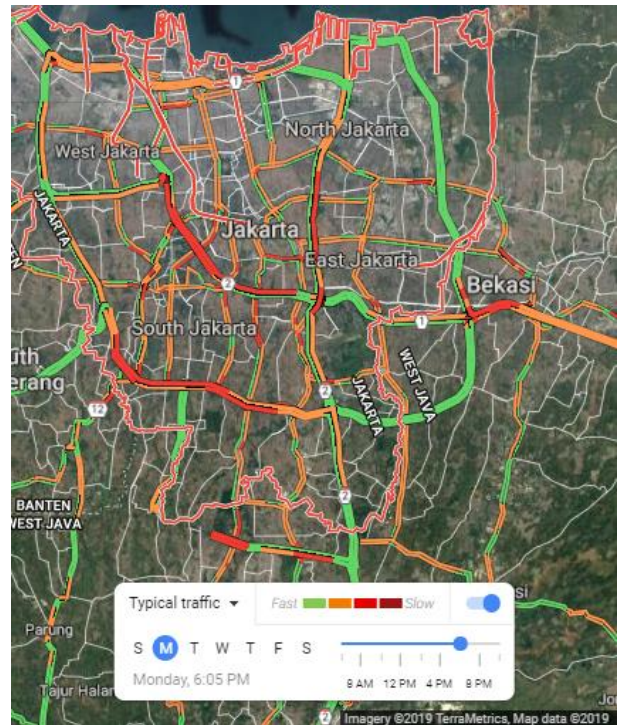 1
North Jakarta
West Jakarta
JAKARTA
Jakarta
East Jakarta
Bekasi
2
1
South Jakarta
WEST JAVA
JAKARTA
2
12
2
BANTEN
WEST JAVA
Typical traffic
Fast
Slow
S M T W T F S
Monday, 6:05 PM
8 AM 12 PM 4 PM 8 PM
Parung
Tajur Halan
2
Imagery ©2019 TerraMetrics, Map data ©2019